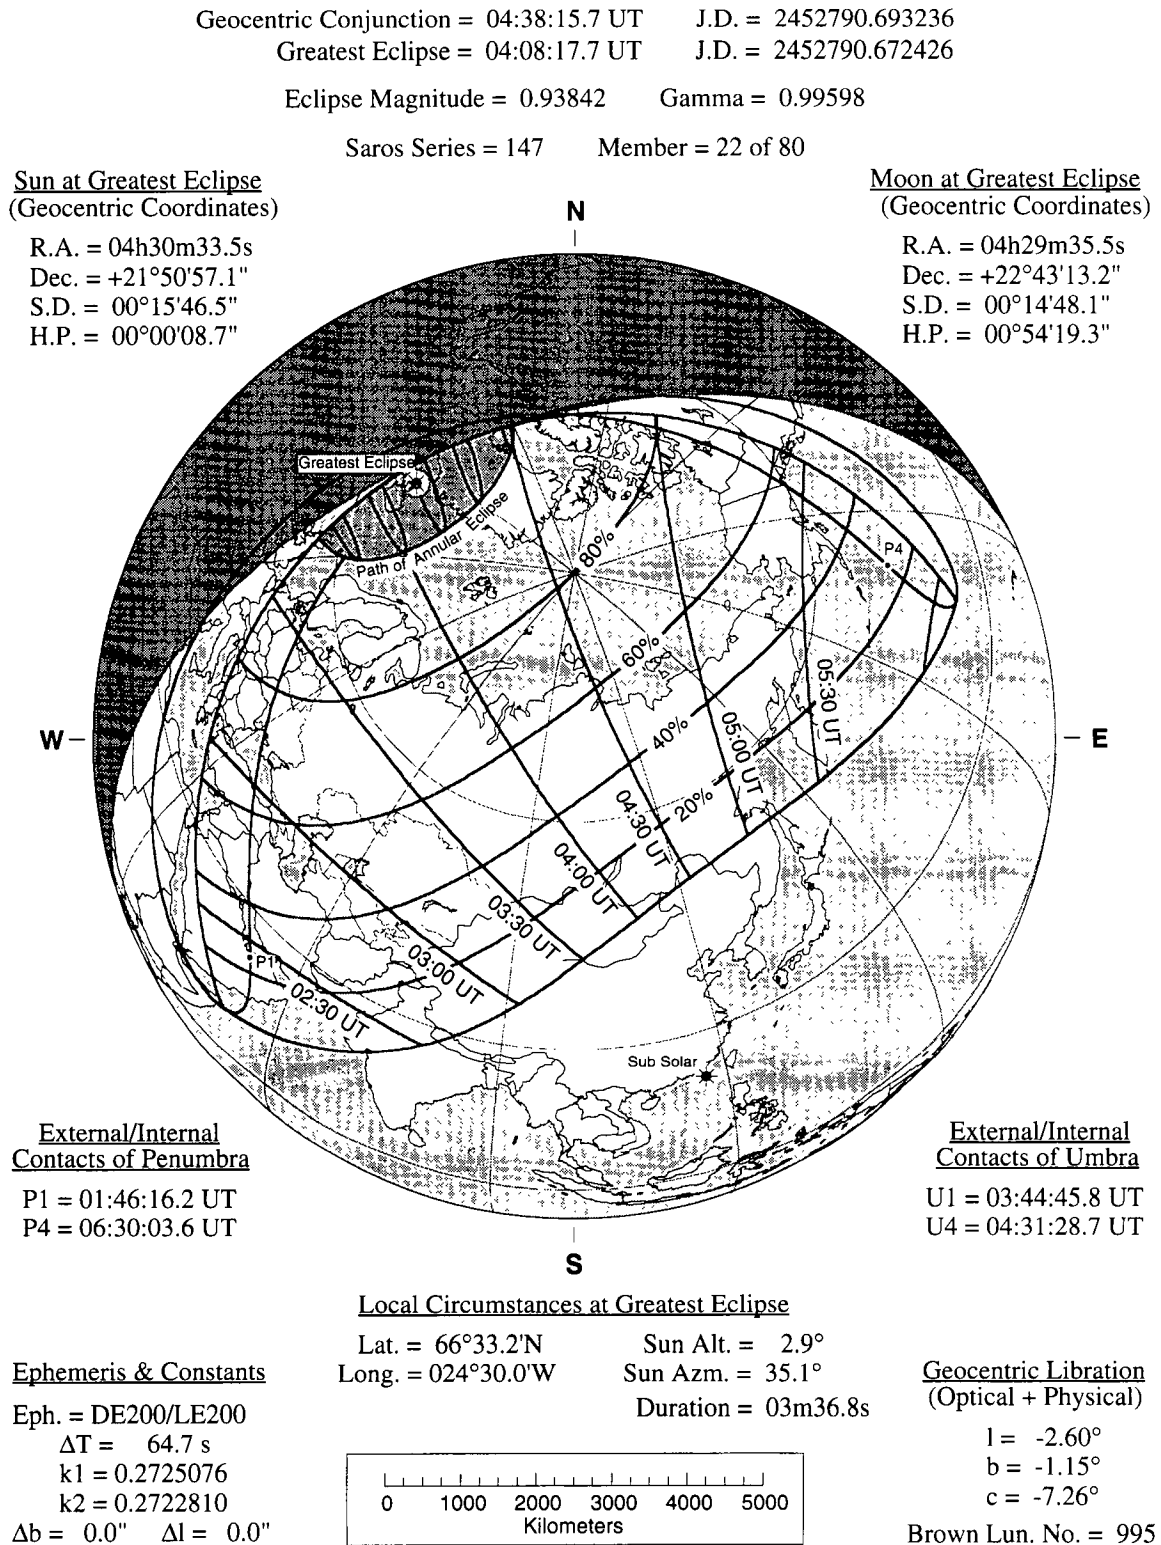 Geocentric Conjunction = 04:38:15.7 UT J.D. = 2452790.693236
Greatest Eclipse = 04:08:17.7 UT J.D. = 2452790.672426
Eclipse Magnitude = 0.93842 Gamma = 0.99598
Saros Series = 147 Member = 22 of 80
Sun at Greatest Eclipse
(Geocentric Coordinates)
R.A. = 04h30m33.5s
Dec. = +21°50'57.1"
S.D. = 00°15'46.5"
H.P. = 00°00'08.7"
Moon at Greatest Eclipse
(Geocentric Coordinates)
R.A. = 04h29m35.5s
Dec. = +22°43'13.2"
S.D. = 00°14'48.1"
H.P. = 00°54'19.3"
N
Greatest Eclipse
Path of Annular Eclipse
80%
P4
60%
40%
20%
05:30 UT
05:00 UT
04:30 UT
04:00 UT
03:30 UT
03:00 UT
02:30 UT
W
E
P1
Sub Solar
S
External/Internal
Contacts of Penumbra
P1 = 01:46:16.2 UT
P4 = 06:30:03.6 UT
External/Internal
Contacts of Umbra
U1 = 03:44:45.8 UT
U4 = 04:31:28.7 UT
Local Circumstances at Greatest Eclipse
Lat. = 66°33.2'N Sun Alt. = 2.9°
Long. = 024°30.0'W Sun Azm. = 35.1°
Duration = 03m36.8s
Ephemeris & Constants
Eph. = DE200/LE200
ΔT = 64.7 s
k1 = 0.2725076
k2 = 0.2722810
Δb = 0.0" Δl = 0.0"
0 1000 2000 3000 4000 5000
Kilometers
Geocentric Libration
(Optical + Physical)
l = -2.60°
b = -1.15°
c = -7.26°
Brown Lun. No. = 995